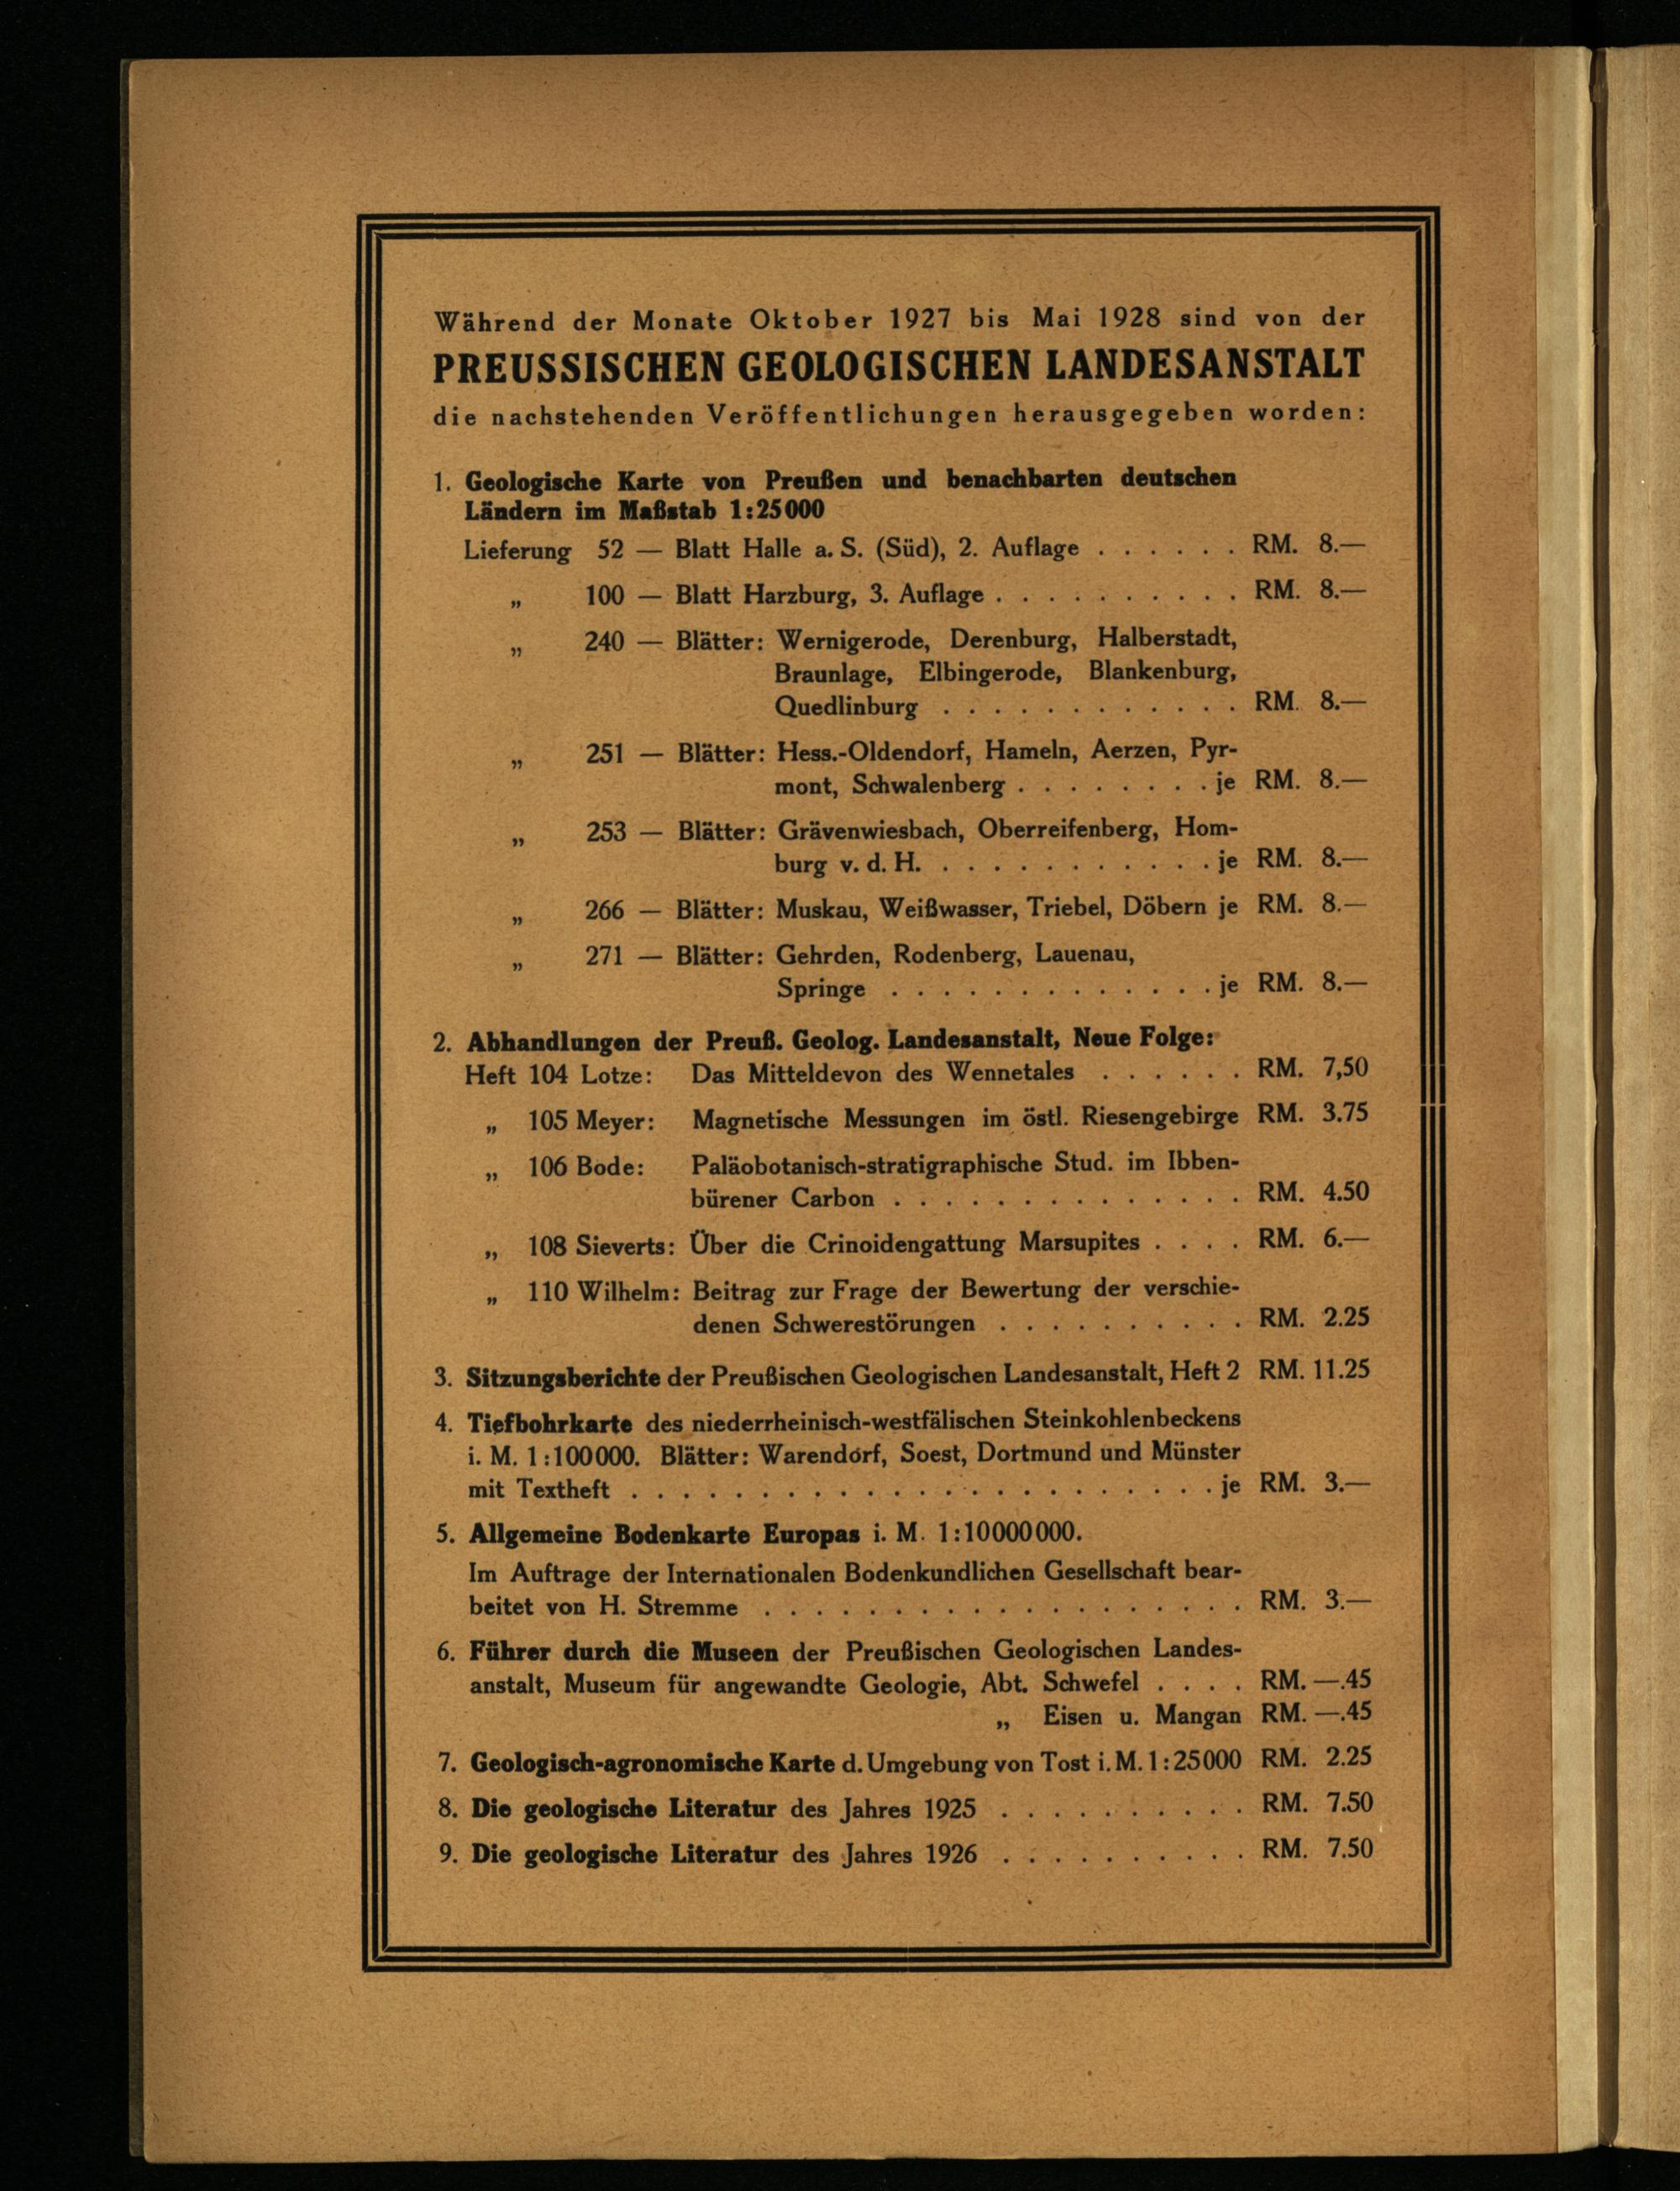 Während der Monate Oktober 1927 bis Mai 1928 sind von der
PREUSSISCHEN GEOLOGISCHEN LANDESANSTALT
die nachstehenden Veröffentlichungen herausgegeben worden:
1. Geologische Karte von Preußen und benachbarten deutschen
Ländern im Maßstab 1:25000
Lieferung 52 — Blatt Halle a. S. (Süd), 2. Auflage . . . . . . RM. 8.—
„ 100 — Blatt Harzburg, 3. Auflage . . . . . . . . . . RM. 8.—
„ 240 — Blätter: Wernigerode, Derenburg, Halberstadt,
Braunlage, Elbingerode, Blankenburg,
Quedlinburg . . . . . . . . . . . . RM. 8.—
„ 251 — Blätter: Hess.-Oldendorf, Hameln, Aerzen, Pyr-
mont, Schwalenberg . . . . . . . . je RM. 8.—
„ 253 — Blätter: Grävenwiesbach, Oberreifenberg, Hom-
burg v. d. H. . . . . . . . . . . . je RM. 8.—
„ 266 — Blätter: Muskau, Weißwasser, Triebel, Döbern je RM. 8.—
„ 271 — Blätter: Gehrden, Rodenberg, Lauenau,
Springe . . . . . . . . . . . . . je RM. 8.—
2. Abhandlungen der Preuß. Geolog. Landesanstalt, Neue Folge:
Heft 104 Lotze: Das Mitteldevon des Wennetales . . . . . . RM. 7,50
„ 105 Meyer: Magnetische Messungen im östl. Riesengebirge RM. 3.75
„ 106 Bode: Paläobotanisch-stratigraphische Stud. im Ibben-
bürener Carbon . . . . . . . . . . . . . . RM. 4.50
„ 108 Sieverts: Über die Crinoidengattung Marsupites . . . . RM. 6.—
„ 110 Wilhelm: Beitrag zur Frage der Bewertung der verschie-
denen Schwerestörungen . . . . . . . . . . RM. 2.25
3. Sitzungsberichte der Preußischen Geologischen Landesanstalt, Heft 2 RM. 11.25
4. Tiefbohrkarte des niederrheinisch-westfälischen Steinkohlenbeckens
i. M. 1:100000. Blätter: Warendorf, Soest, Dortmund und Münster
mit Textheft . . . . . . . . . . . . . . . . . . . . . . . je RM. 3.—
5. Allgemeine Bodenkarte Europas i. M. 1:10000000.
Im Auftrage der Internationalen Bodenkundlichen Gesellschaft bear-
beitet von H. Stremme . . . . . . . . . . . . . . . . . . . RM. 3.—
6. Führer durch die Museen der Preußischen Geologischen Landes-
anstalt, Museum für angewandte Geologie, Abt. Schwefel . . . . RM. —.45
„ Eisen u. Mangan RM. —.45
7. Geologisch-agronomische Karte d. Umgebung von Tost i. M. 1:25000 RM. 2.25
8. Die geologische Literatur des Jahres 1925 . . . . . . . . . . RM. 7.50
9. Die geologische Literatur des Jahres 1926 . . . . . . . . . . RM. 7.50